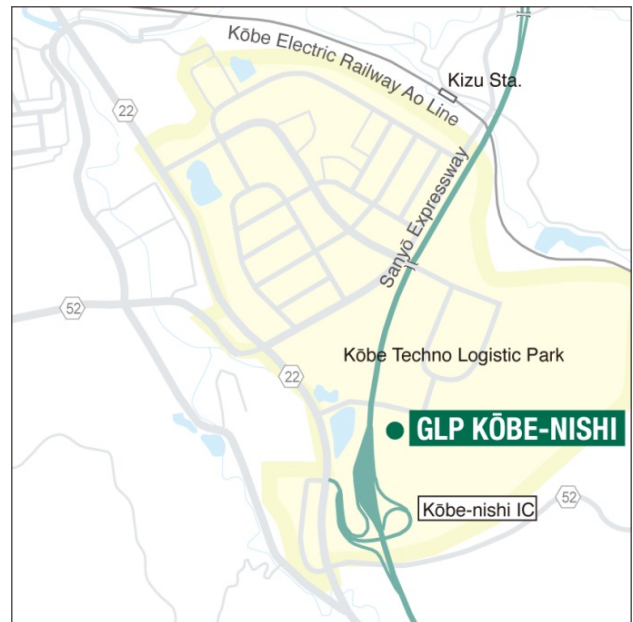 Kōbe Electric Railway Ao Line
Kizu Sta.
22
Sanyō Expressway
52
Kōbe Techno Logistic Park
22
GLP KŌBE-NISHI
52
Kōbe-nishi IC